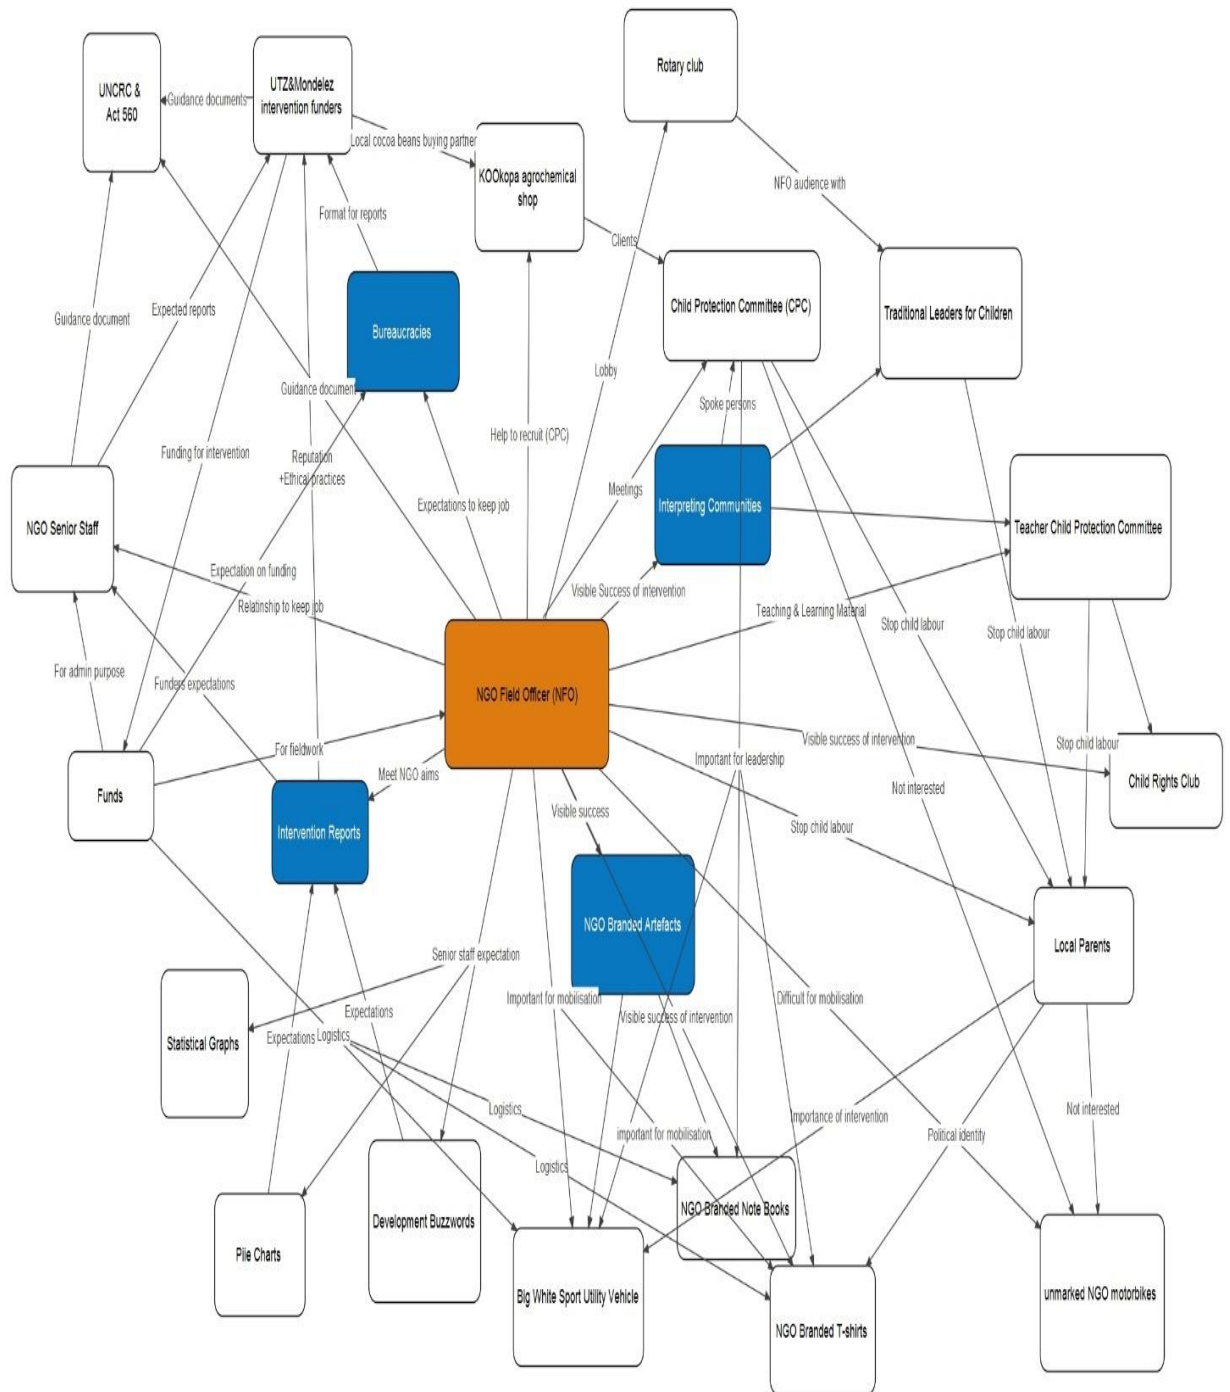 Rotary club
UNCRC &
Act 560
Guidance documents
UTZ&Mondelez
intervention funders
Local cocoa beans buying partner
KOOkopa agrochemical
shop
NFO audience with
Format for reports
Clients
Child Protection Committee (CPC)
Traditional Leaders for Children
Guidance document
Expected reports
Bureaucracies
Guidance document
Lobby
Spoke persons
Help to recruit (CPC)
Funding for intervention
Reputation
+Ethical practices
Meetings
Interpreting Communities
NGO Senior Staff
Expectations to keep job
Teacher Child Protection Committee
Expectation on funding
Relatinship to keep job
Visible Success of intervention
Teaching & Learning Material
Stop child labour
Stop child labour
For admin purpose
Funders expectations
NGO Field Officer (NFO)
For fieldwork
Meet NGO aims
Important for leadership
Visible success of intervention
Stop child labour
Funds
Not interested
Child Rights Club
Intervention Reports
Visible success
Stop child labour
NGO Branded Artefacts
Local Parents
Senior staff expectation
Important for mobilisation
Difficult for mobilisation
Statistical Graphs
Expectations
Expectations
Logistics
Visible success of intervention
Logistics
important for mobilisation
Importance of intervention
Not interested
Political identity
Logistics
NGO Branded Note Books
Development Buzzwords
Piie Charts
Big White Sport Utility Vehicle
unmarked NGO motorbikes
NGO Branded T-shirts